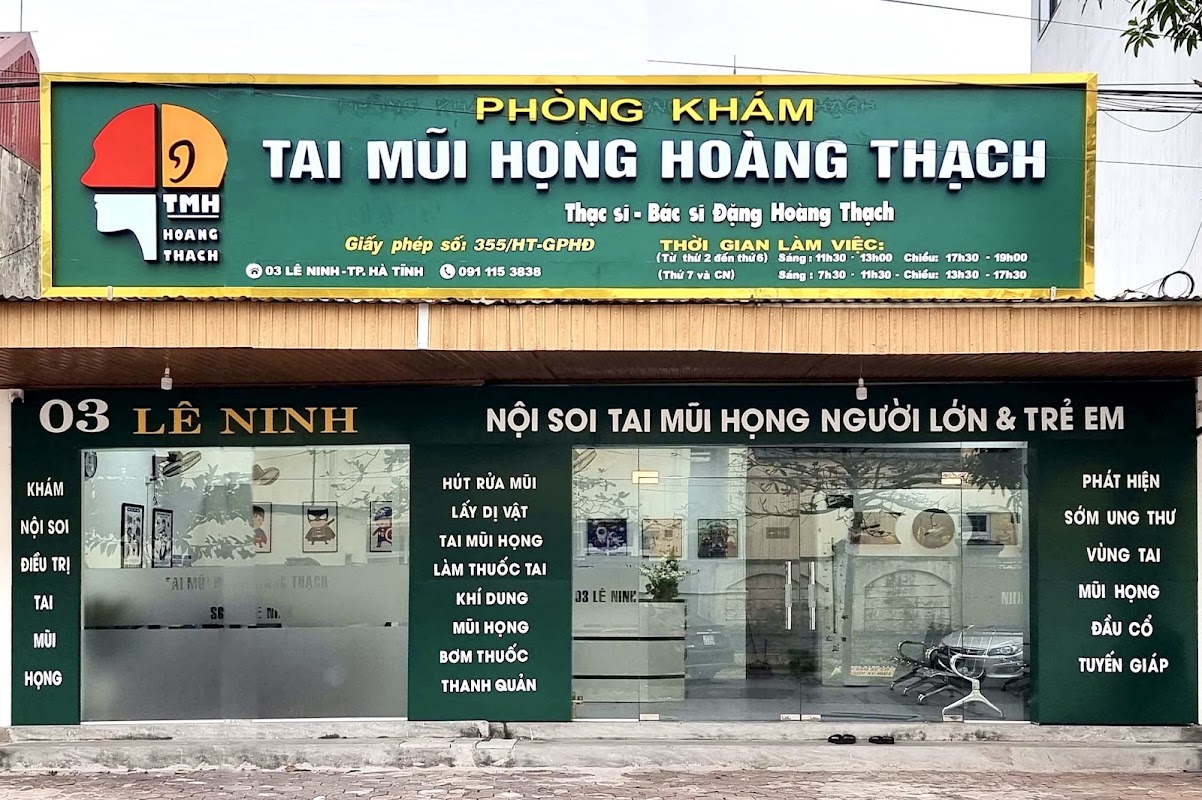 PHÒNG KHÁM
TAI MŨI HỌNG HOÀNG THẠCH
Thạc sĩ - Bác sĩ Đặng Hoàng Thạch
TMH
HOANG
THACH
Giấy phép số: 355/HT-GPHĐ
03 LÊ NINH - TP. HÀ TĨNH 091 115 3838
THỜI GIAN LÀM VIỆC:
(Từ thứ 2 đến thứ 6) Sáng : 11h30 - 13h00 Chiều: 17h30 - 19h00
(Thứ 7 và CN) Sáng : 7h30 - 11h30 - Chiều: 13h30 - 17h30
03 LÊ NINH
NỘI SOI TAI MŨI HỌNG NGƯỜI LỚN & TRẺ EM
KHÁM
NỘI SOI
ĐIỀU TRỊ
TAI
MŨI
HỌNG
HÚT RỬA MŨI
LẤY DỊ VẬT
TAI MŨI HỌNG
LÀM THUỐC TAI
KHÍ DUNG
MŨI HỌNG
BƠM THUỐC
THANH QUẢN
03 LÊ NINH
PHÁT HIỆN
SỚM UNG THƯ
VÙNG TAI
MŨI HỌNG
ĐẦU CỔ
TUYẾN GIÁP